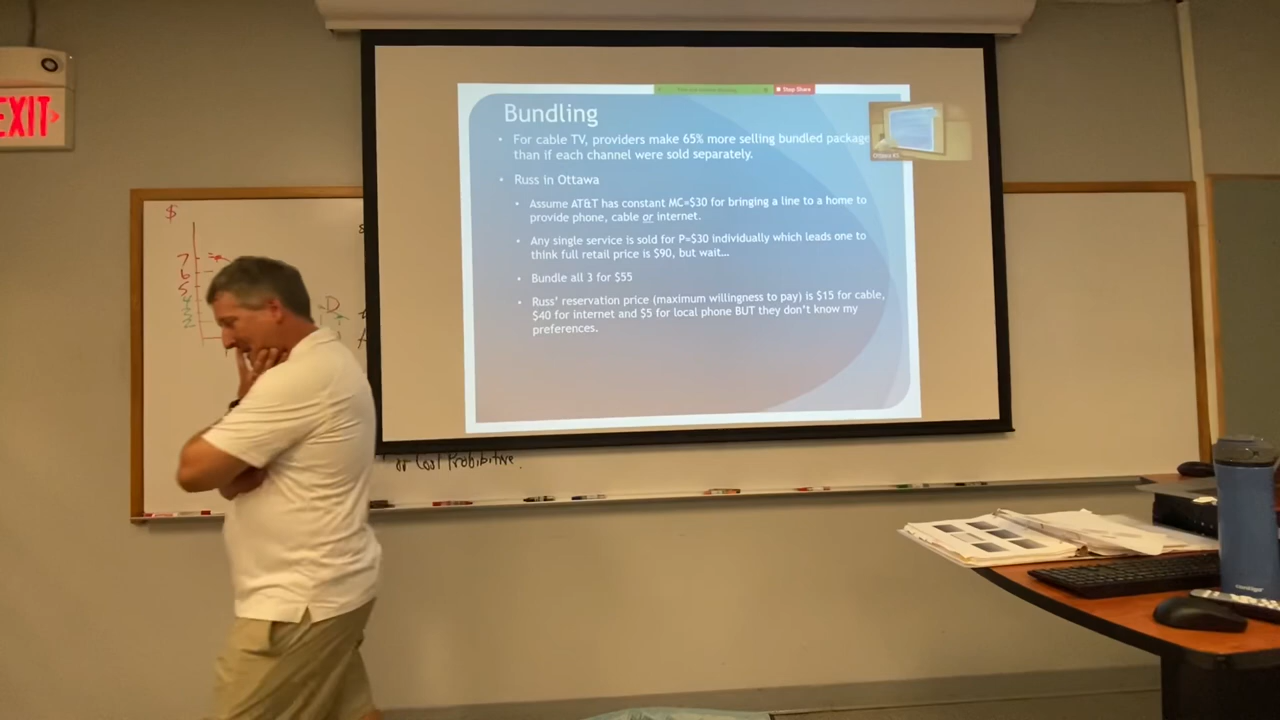 EXIT
$
7
6
5
4
3
2
D
Stop Share
Bundling
• For cable TV, providers make 65% more selling bundled package
than if each channel were sold separately.
Ottawa KS
• Russ in Ottawa
• Assume AT&T has constant MC=$30 for bringing a line to a home to
provide phone, cable or internet.
• Any single service is sold for P=$30 individually which leads one to
think full retail price is $90, but wait…
• Bundle all 3 for $55
• Russ' reservation price (maximum willingness to pay) is $15 for cable,
$40 for internet and $5 for local phone BUT they don't know my
preferences.
or Cost Prohibitive.